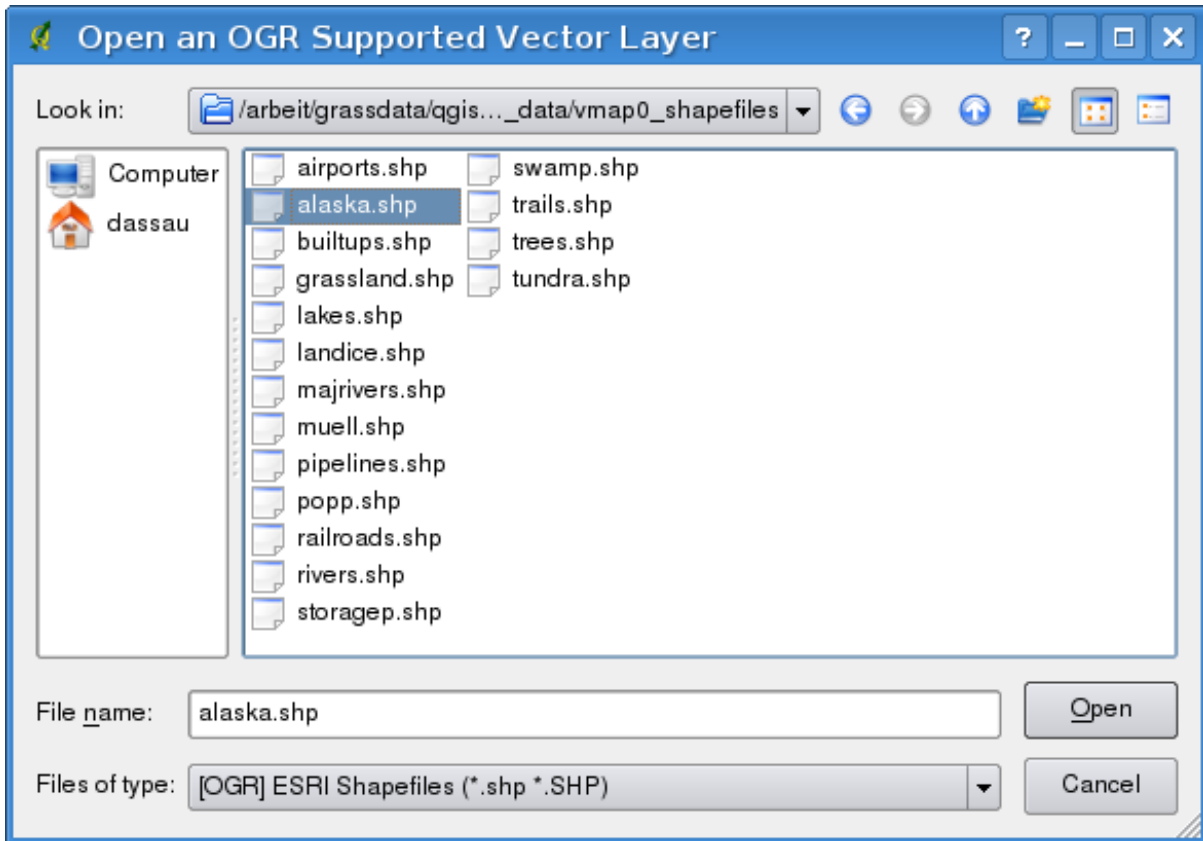 Open an OGR Supported Vector Layer
Look in: /arbeit/grassdata/qgis..._data/vmap0_shapefiles
Computer
dassau
airports.shp
alaska.shp
builtups.shp
grassland.shp
lakes.shp
landice.shp
majrivers.shp
muell.shp
pipelines.shp
popp.shp
railroads.shp
rivers.shp
storagep.shp
swamp.shp
trails.shp
trees.shp
tundra.shp
File name: alaska.shp
Open
Files of type: [OGR] ESRI Shapefiles (*.shp *.SHP)
Cancel